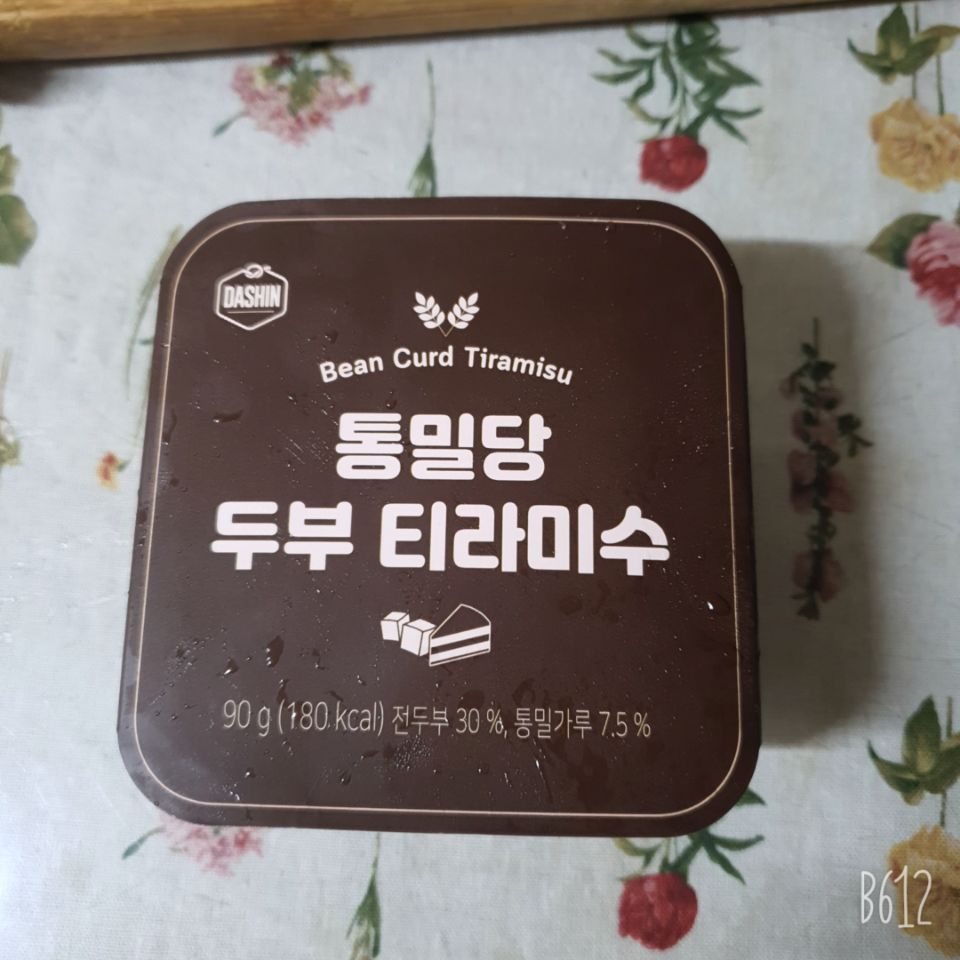 DASHIN
Bean Curd Tiramisu
통밀당
두부 티라미수
90 g (180 kcal) 전두부 30 %, 통밀가루 7.5 %
B612